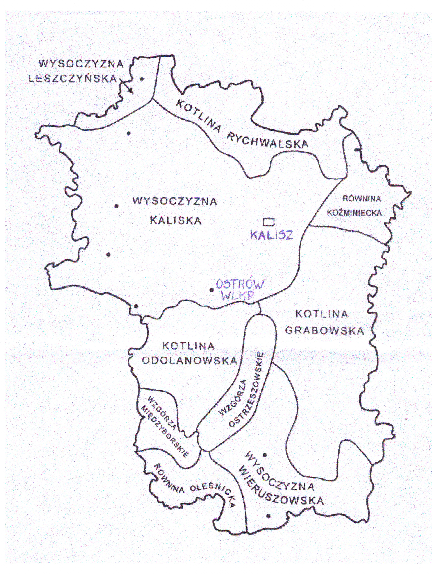 WYSOCZYZNA
LESZCZYŃSKA
KOTLINA RYCHWALSKA
WYSOCZYZNA
KALISKA
RÓWNINA
KOŹMINIECKA
KALISZ
OSTRÓW
WLKP.
KOTLINA
GRABOWSKA
KOTLINA
ODOLANOWSKA
WZGÓRZA
OSTRZESZOWSKIE
WZGÓRZA
MIĘDZYBORSKIE
WYSOCZYZNA
WIERUSZOWSKA
RÓWNINA OLEŚNICKA